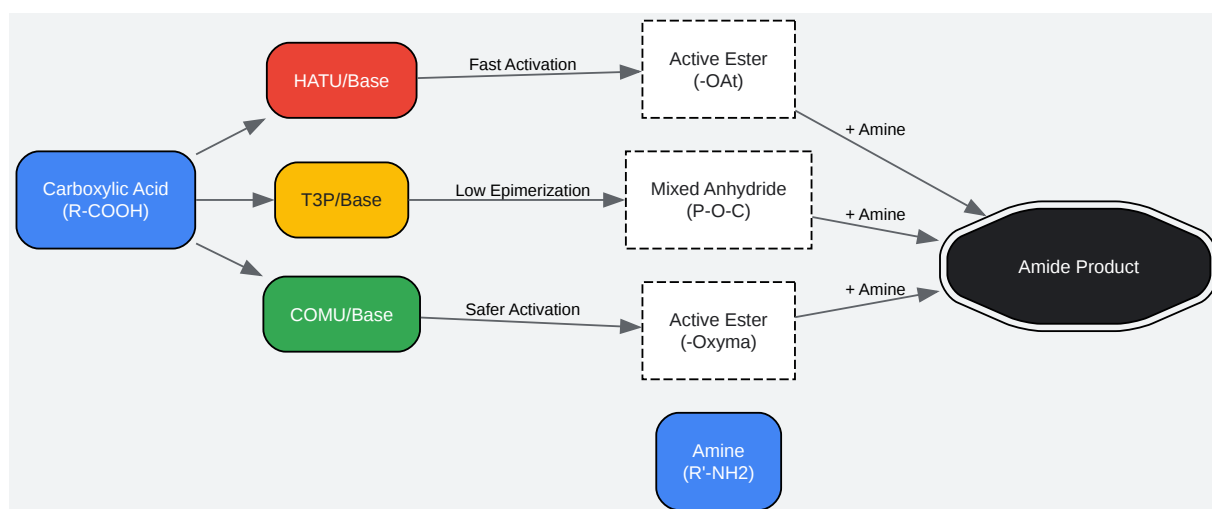 Carboxylic Acid
(R-COOH)
HATU/Base
Fast Activation
Active Ester
(-OAt)
+ Amine
T3P/Base
Low Epimerization
Mixed Anhydride
(P-O-C)
+ Amine
COMU/Base
Safer Activation
Active Ester
(-Oxyma)
+ Amine
Amide Product
Amine
(R'-NH2)